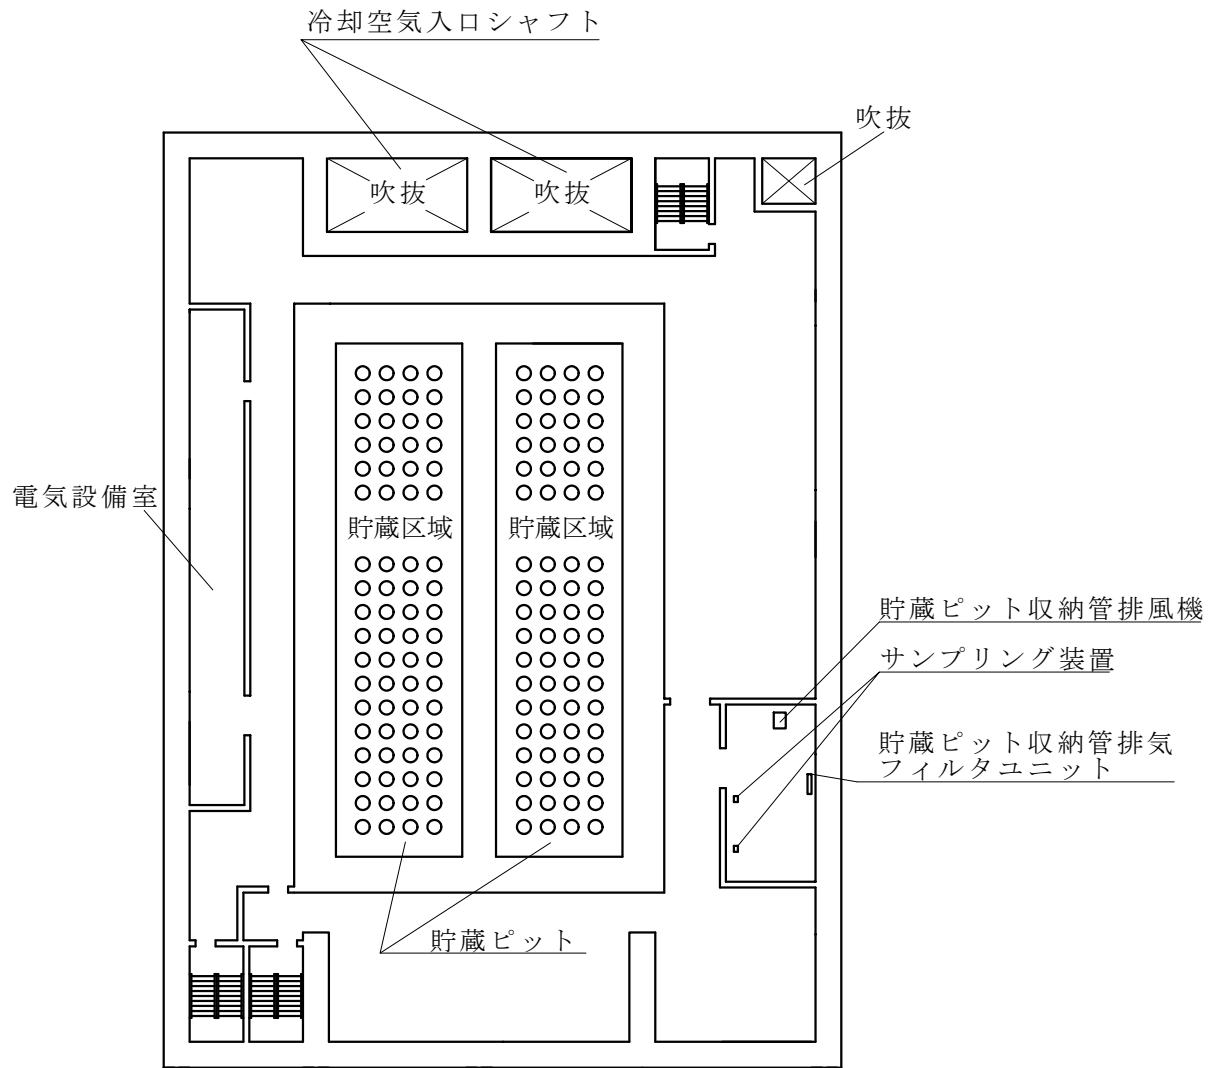 冷却空気入口シャフト
吹抜
吹抜
吹抜
電気設備室
貯蔵区域
貯蔵区域
貯蔵ピット収納管排風機
サンプリング装置
貯蔵ピット収納管排気
フィルタユニット
貯蔵ピット